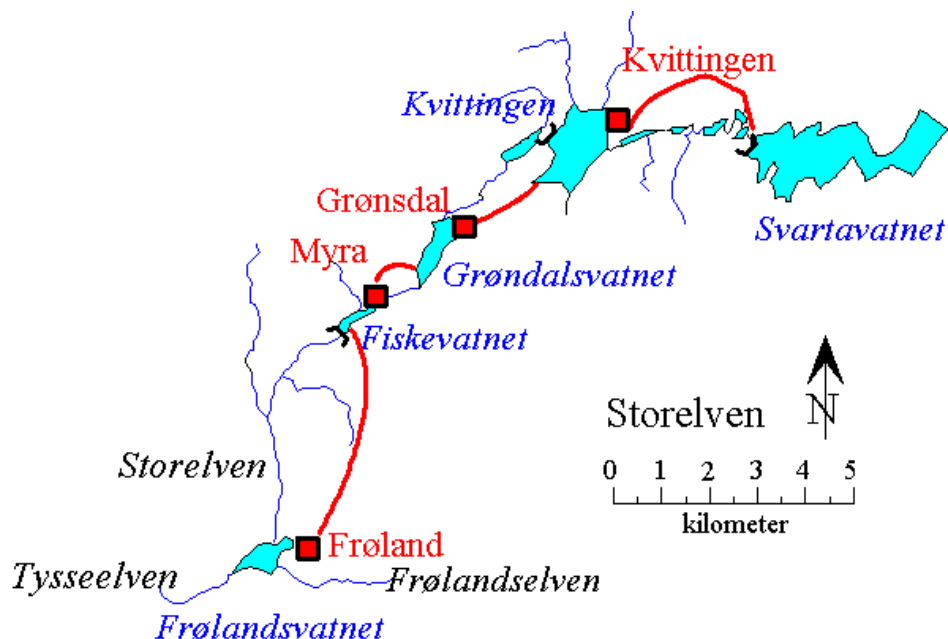 Kvittingen
Kvittingen
Grønsdal
Svartavatnet
Myra
Grøndalsvatnet
Fiskevatnet
Storelven N
0 1 2 3 4 5
kilometer
Storelven
Frøland
Tysseelven
Frølandselven
Frølandsvatnet